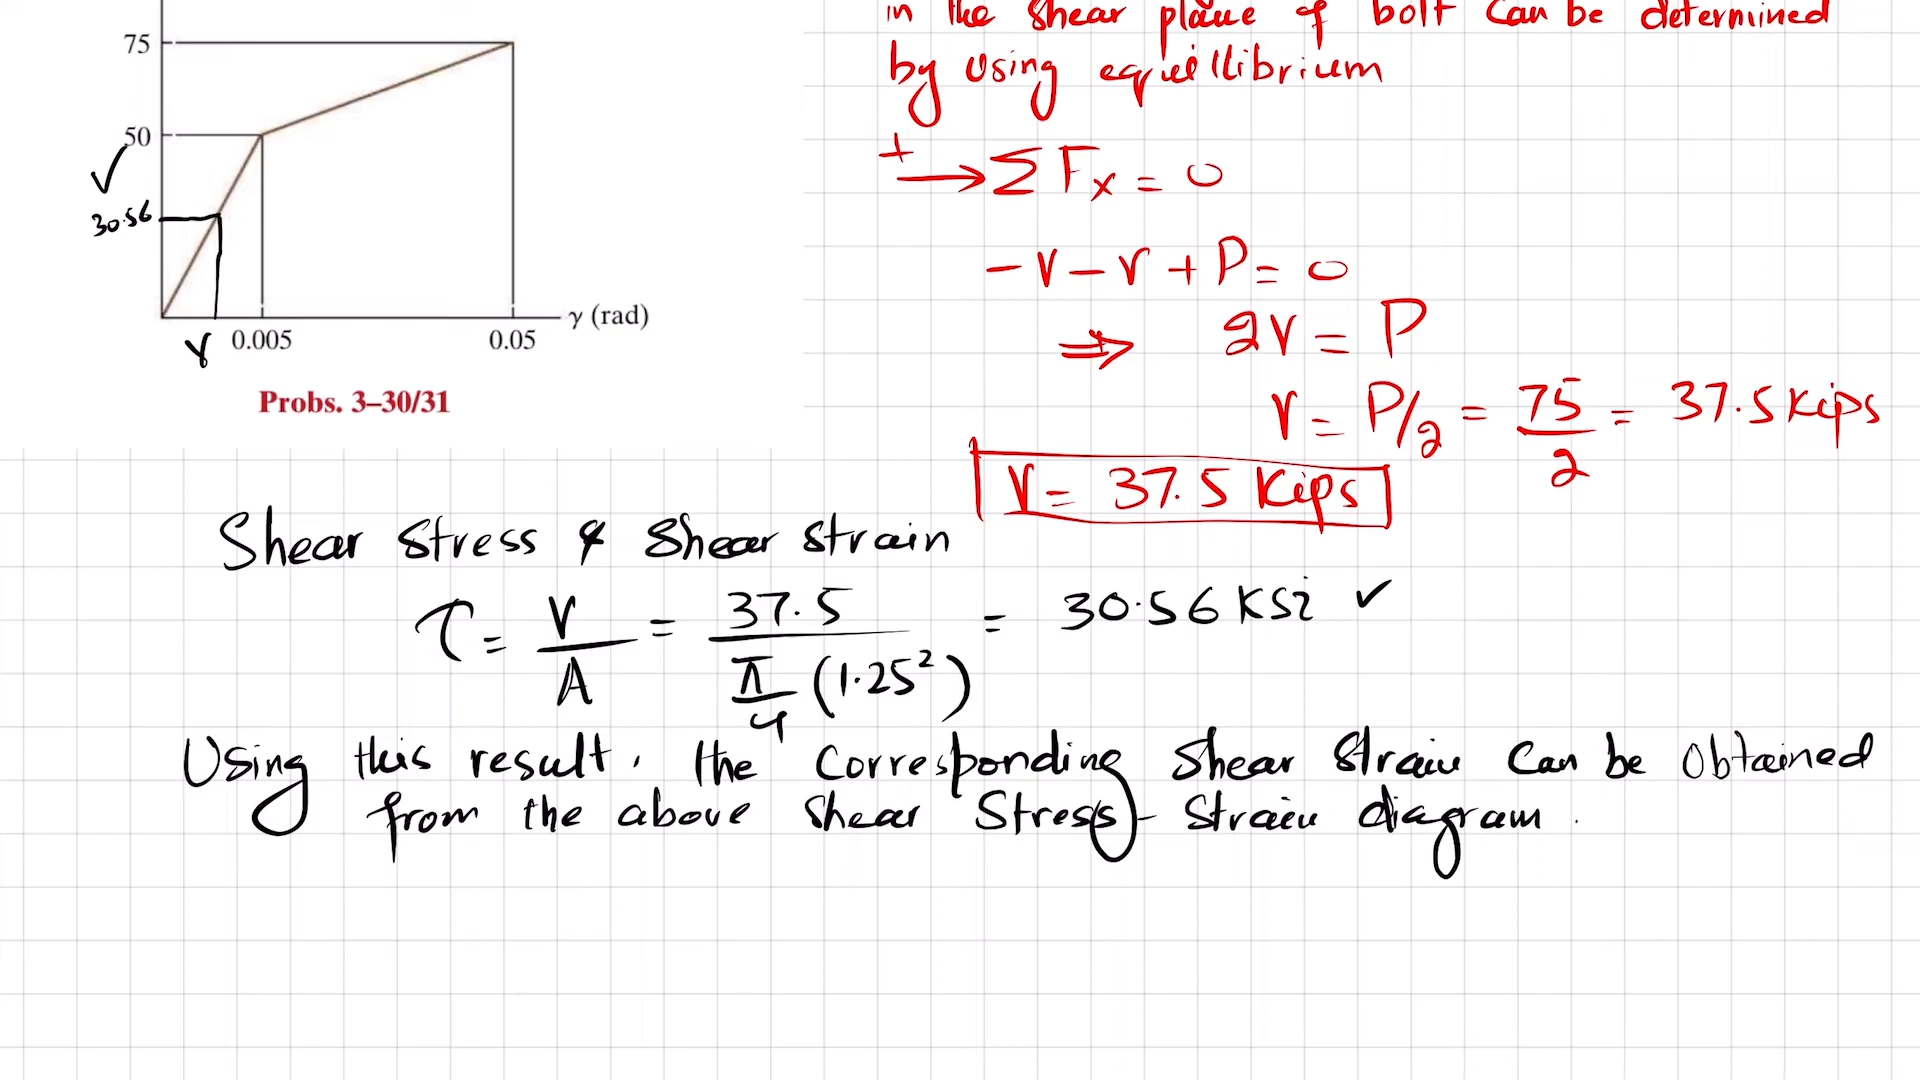 75
50
✓
30.56
γ (rad)
γ 0.005 0.05
Probs. 3–30/31
in the shear plane of bolt can be determined
by using equillibrium
+→ ΣFx = 0
-V-V+P = 0
⇒ 2V = P
V = P/2 = 75/2 = 37.5 Kips
V = 37.5 Kips
Shear Stress & Shear strain
τ = V/A = 37.5/(π/4 (1.25²)) = 30.56 KSi ✓
Using this result, the corresponding shear strain can be obtained
from the above shear stress-strain diagram.